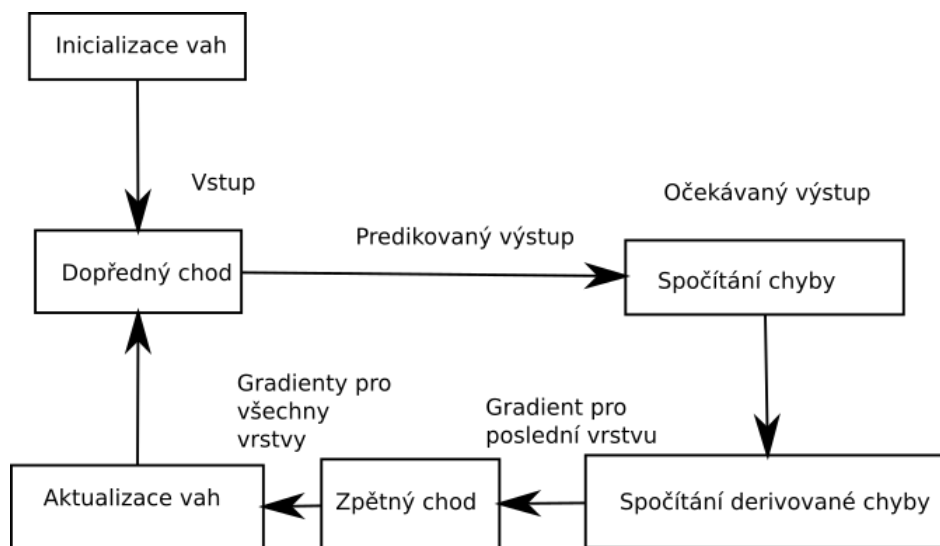 Inicializace vah
Vstup
Očekávaný výstup
Predikovaný výstup
Dopředný chod
Spočítání chyby
Gradienty pro
všechny
vrstvy
Gradient pro
poslední vrstvu
Aktualizace vah
Zpětný chod
Spočítání derivované chyby